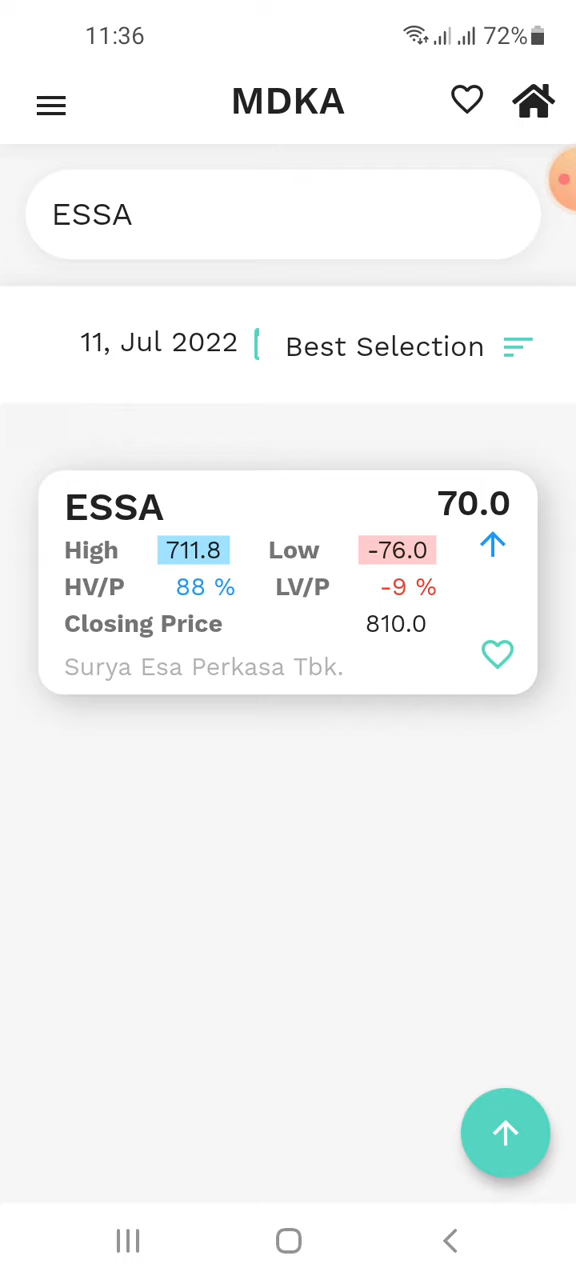 11:36 72%
MDKA
ESSA
11, Jul 2022 Best Selection
ESSA 70.0
High 711.8 Low -76.0
HV/P 88 % LV/P -9 %
Closing Price 810.0
Surya Esa Perkasa Tbk.